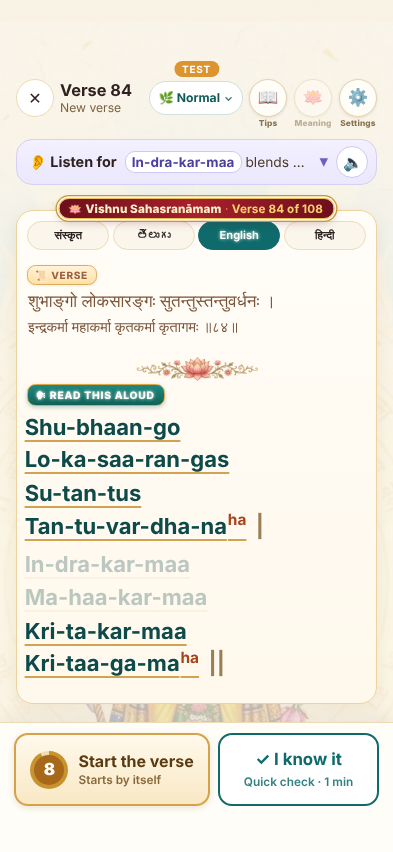 TEST
✕ Verse 84
New verse
🌿 Normal
📖 Tips
🪷 Meaning
⚙️ Settings
👂 Listen for In-dra-kar-maa blends ... ▼ 🔈
🪷 Vishnu Sahasranāmam · Verse 84 of 108
संस्कृत తెలుగు English हिन्दी
📜 VERSE
शुभाङ्गो लोकसारङ्गः सुतन्तुस्तन्तुवर्धनः ।
इन्द्रकर्मा महाकर्मा कृतकर्मा कृतागमः ॥८४॥
🗣 READ THIS ALOUD
Shu-bhaan-go
Lo-ka-saa-ran-gas
Su-tan-tus
Tan-tu-var-dha-naha |
In-dra-kar-maa
Ma-haa-kar-maa
Kri-ta-kar-maa
Kri-taa-ga-maha ||
8 Start the verse
Starts by itself
✓ I know it
Quick check · 1 min